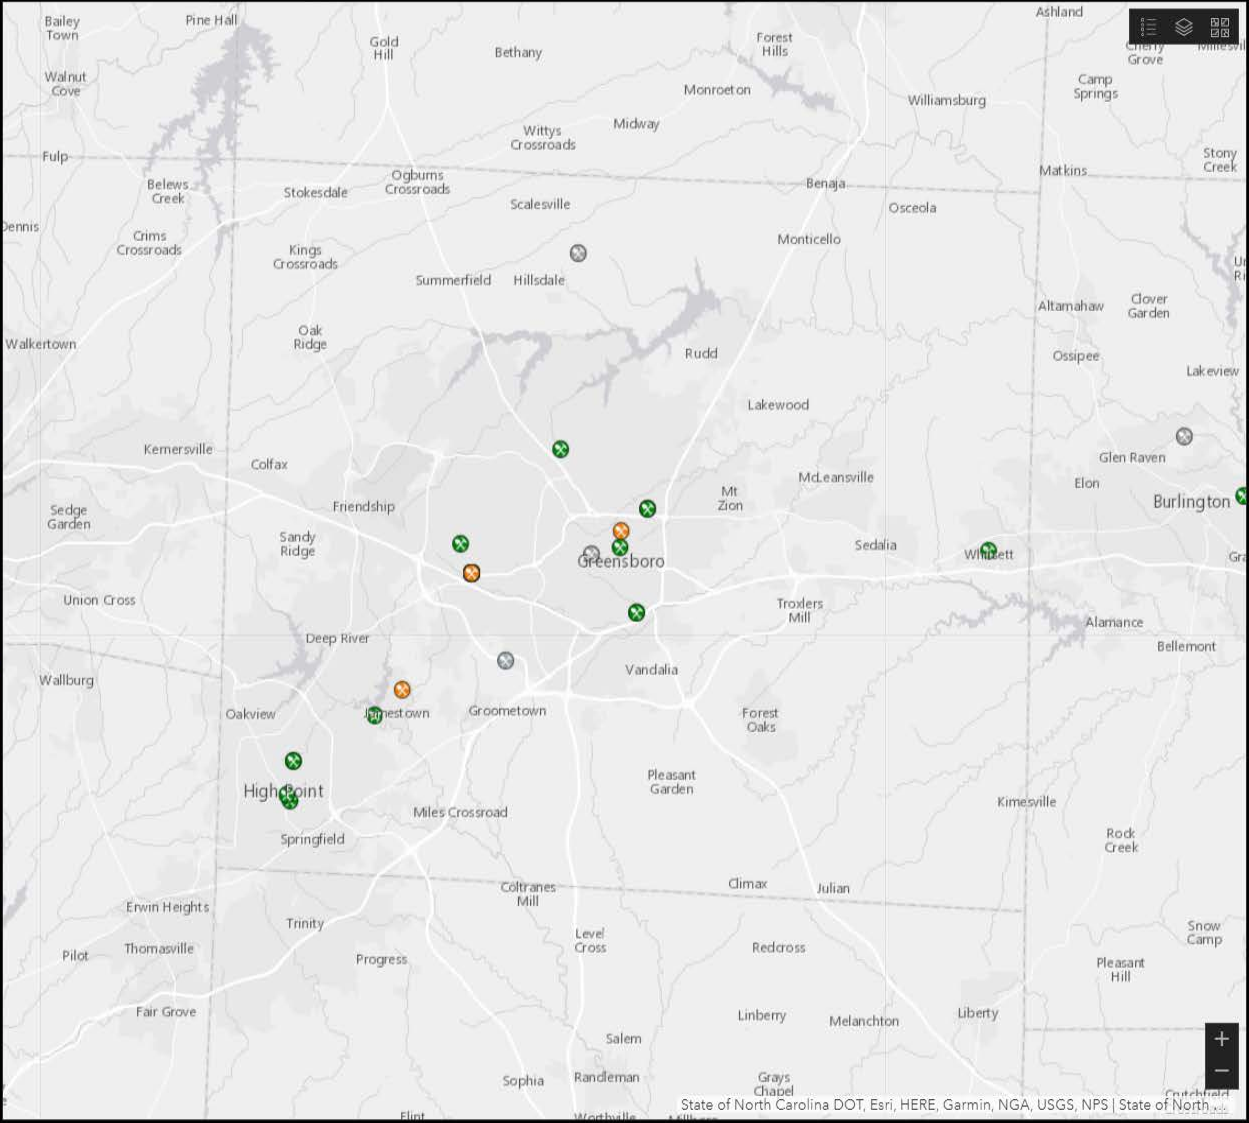 Bailey
Town
Pine Hall
Ashland
Gold
Hill
Bethany
Forest
Hills
Cherry
Grove
Walnut
Cove
Monroeton
Camp
Springs
Williamsburg
Midway
Wittys
Crossroads
Fulp
Stony
Creek
Matkins
Ogburns
Crossroads
Belews
Creek
Stokesdale
Benaja
Scalesville
Osceola
Dennis
Crims
Crossroads
Kings
Crossroads
Monticello
Summerfield
Hillsdale
Altamahaw
Clover
Garden
Oak
Ridge
Walkertown
Rudd
Ossipee
Lakeview
Lakewood
Kernersville
Colfax
Glen Raven
McLeansville
Elon
Mt
Zion
Friendship
Burlington
Sedge
Garden
Sandy
Ridge
Sedalia
Whitsett
Greensboro
Union Cross
Troxlers
Mill
Alamance
Deep River
Bellemont
Vandalia
Wallburg
Oakview
Jamestown
Groometown
Forest
Oaks
Pleasant
Garden
High Point
Kimesville
Miles Crossroad
Springfield
Rock
Creek
Climax
Julian
Coltranes
Mill
Erwin Heights
Trinity
Level
Cross
Snow
Camp
Thomasville
Pilot
Redcross
Progress
Pleasant
Hill
Fair Grove
Linberry
Melanchton
Liberty
Salem
Sophia
Randleman
Grays
Chapel
State of North Carolina DOT, Esri, HERE, Garmin, NGA, USGS, NPS | State of North...